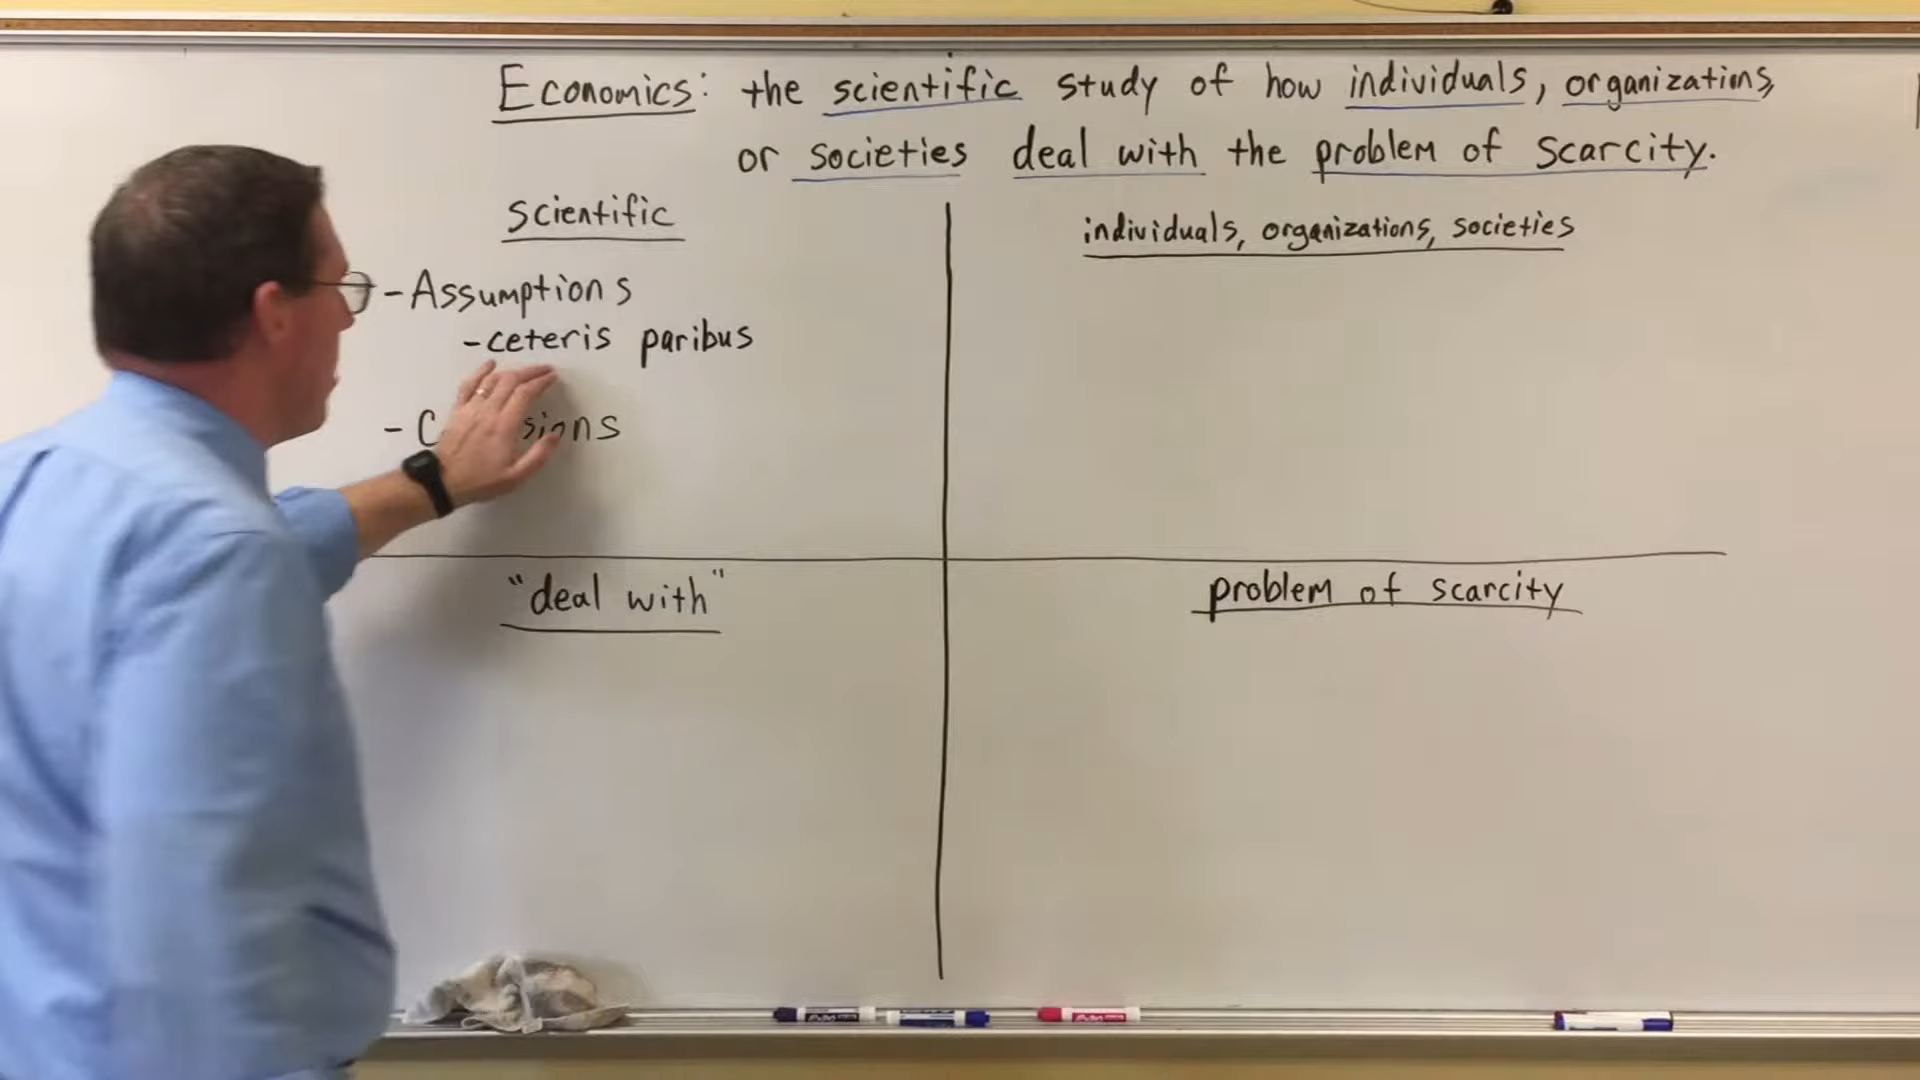 Economics: the scientific study of how individuals, organizations,
or societies deal with the problem of scarcity.
scientific
- Assumptions
- ceteris paribus
individuals, organizations, societies
"deal with"
problem of scarcity